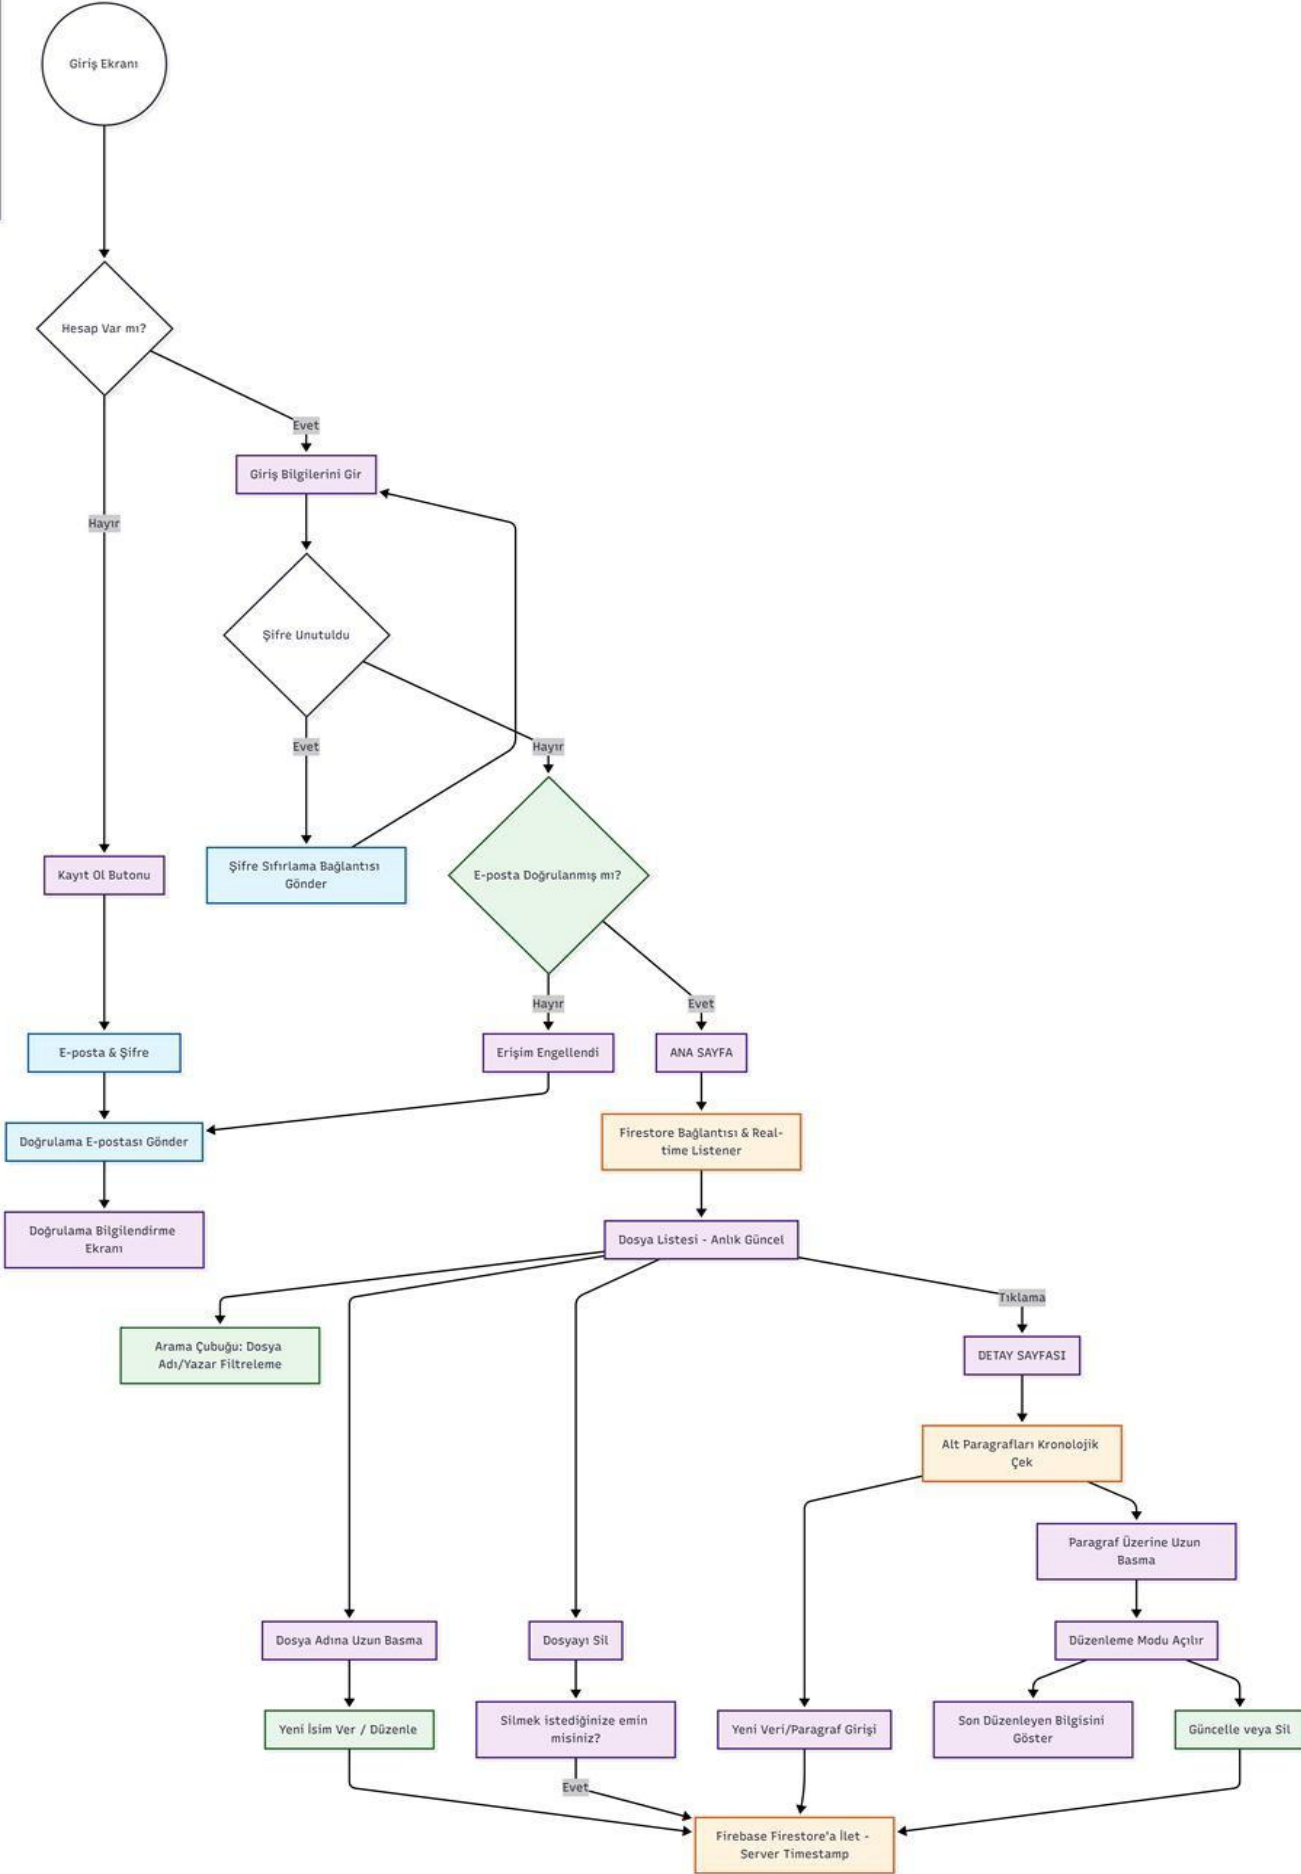 Giriş Ekranı
Hesap Var mı?
Evet
Giriş Bilgilerini Gir
Hayır
Şifre Unutuldu
Evet
Hayır
Kayıt Ol Butonu
Şifre Sıfırlama Bağlantısı
Gönder
E-posta Doğrulanmış mı?
Hayır
Evet
E-posta & Şifre
Erişim Engellendi
ANA SAYFA
Doğrulama E-postası Gönder
Firestore Bağlantısı & Real-
time Listener
Doğrulama Bilgilendirme
Ekranı
Dosya Listesi - Anlık Güncel
Tıklama
Arama Çubuğu: Dosya
Adı/Yazar Filtreleme
DETAY SAYFASI
Alt Paragrafları Kronolojik
Çek
Paragraf Üzerine Uzun
Basma
Dosya Adına Uzun Basma
Dosyayı Sil
Düzenleme Modu Açılır
Yeni İsim Ver / Düzenle
Silmek istediğinize emin
misiniz?
Yeni Veri/Paragraf Girişi
Son Düzenleyen Bilgisini
Göster
Güncelle veya Sil
Evet
Firebase Firestore'a İlet -
Server Timestamp